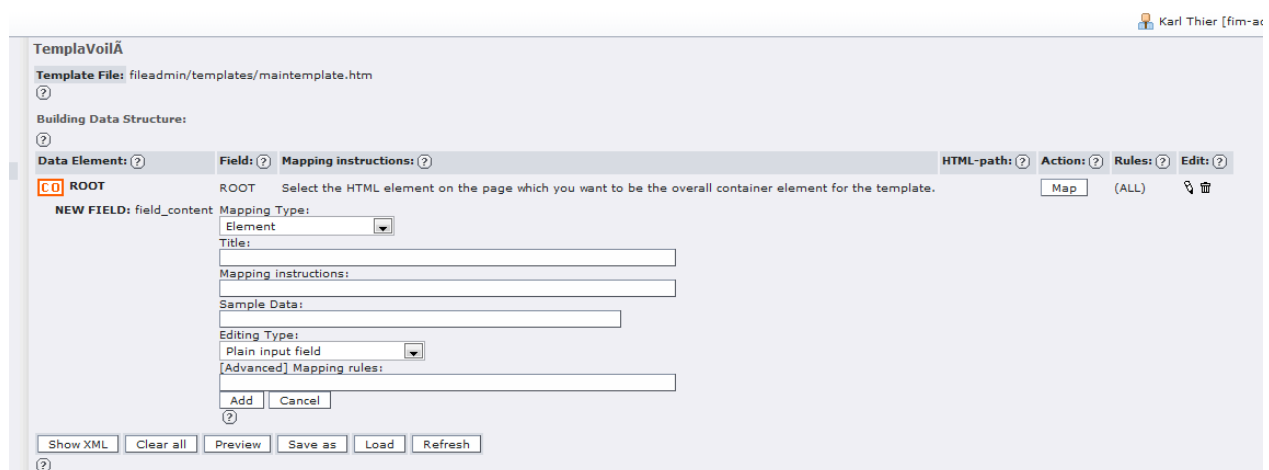 Karl Thier [fim-ac
TemplaVoilÃ
Template File: fileadmin/templates/maintemplate.htm
?
Building Data Structure:
?
Data Element: ? Field: ? Mapping instructions: ? HTML-path: ? Action: ? Rules: ? Edit: ?
CO ROOT ROOT Select the HTML element on the page which you want to be the overall container element for the template. Map (ALL)
NEW FIELD: field_content Mapping Type:
Element
Title:
Mapping instructions:
Sample Data:
Editing Type:
Plain input field
[Advanced] Mapping rules:
Add Cancel
?
Show XML Clear all Preview Save as Load Refresh
?